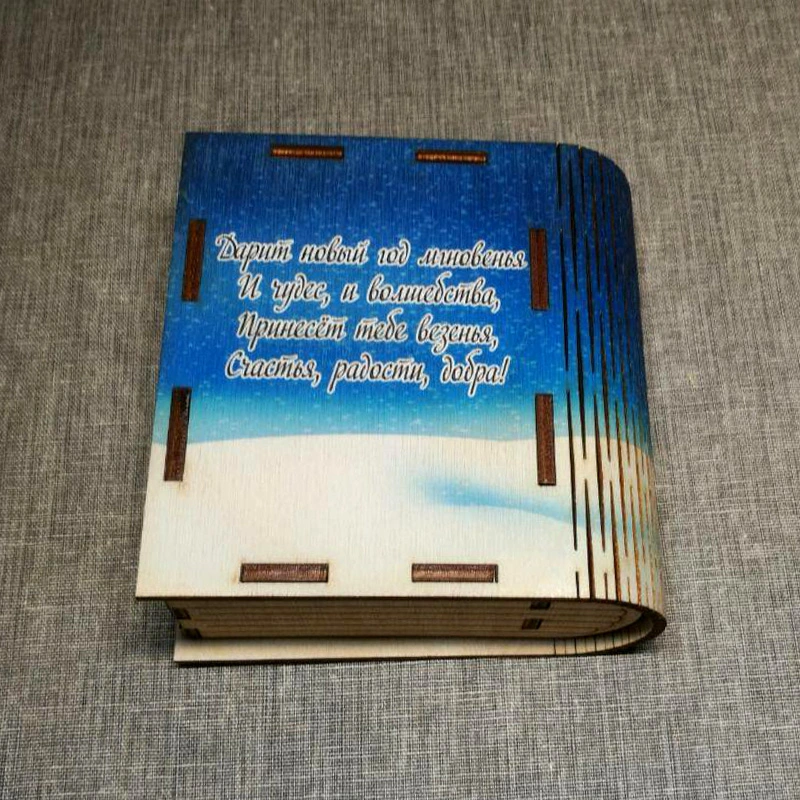 Дарит новый год мгновенья
И чудес, и волшебства,
Принесёт тебе везенья,
Счастья, радости, добра!